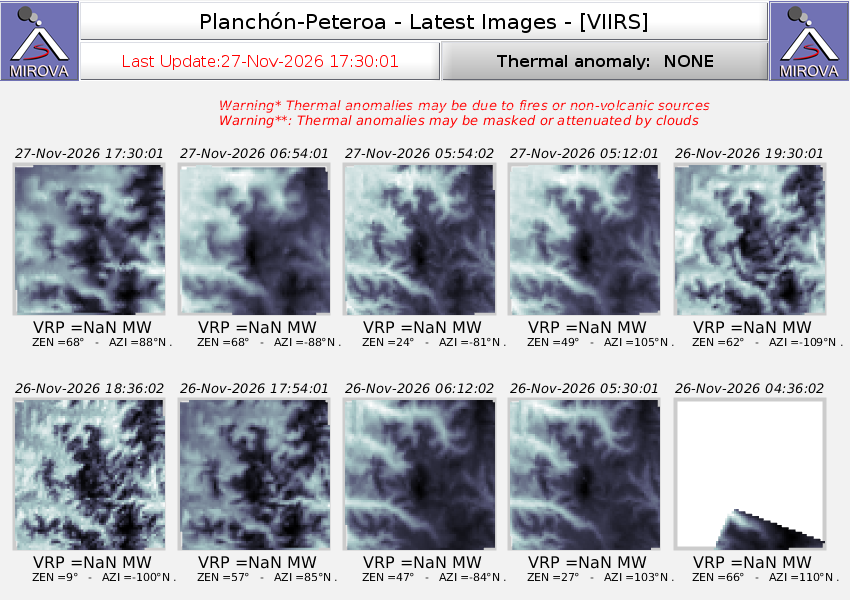 Planchón-Peteroa - Latest Images - [VIIRS]
MIROVA
Last Update:27-Nov-2026 17:30:01
Thermal anomaly: NONE
MIROVA
Warning* Thermal anomalies may be due to fires or non-volcanic sources
Warning**: Thermal anomalies may be masked or attenuated by clouds
27-Nov-2026 17:30:01
27-Nov-2026 06:54:01
27-Nov-2026 05:54:02
27-Nov-2026 05:12:01
26-Nov-2026 19:30:01
VRP =NaN MW
VRP =NaN MW
VRP =NaN MW
VRP =NaN MW
VRP =NaN MW
ZEN =68° - AZI =88°N .
ZEN =68° - AZI =-88°N .
ZEN =24° - AZI =-81°N .
ZEN =49° - AZI =105°N .
ZEN =62° - AZI =-109°N .
26-Nov-2026 18:36:02
26-Nov-2026 17:54:01
26-Nov-2026 06:12:02
26-Nov-2026 05:30:01
26-Nov-2026 04:36:02
VRP =NaN MW
VRP =NaN MW
VRP =NaN MW
VRP =NaN MW
VRP =NaN MW
ZEN =9° - AZI =-100°N .
ZEN =57° - AZI =85°N .
ZEN =47° - AZI =-84°N .
ZEN =27° - AZI =103°N .
ZEN =66° - AZI =110°N .